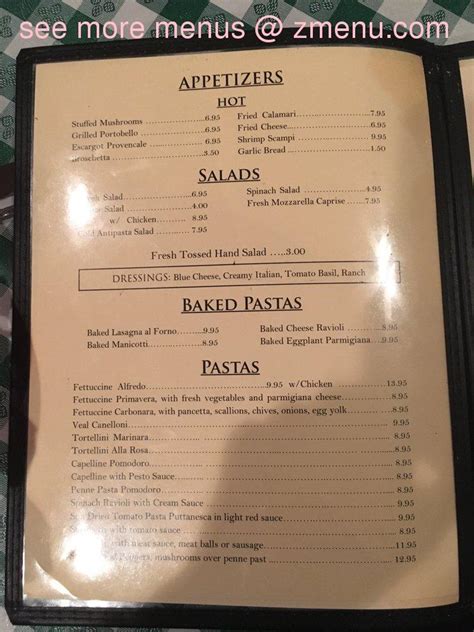 see more menus @ zmenu.com
APPETIZERS
HOT
Stuffed Mushrooms 6.95
Grilled Portobello 6.95
Escargot Provencale 6.95
3.50
Fried Calamari 7.95
Fried Cheese 6.95
Shrimp Scampi 9.95
Garlic Bread 1.50
SALADS
Salad 6.95
Salad 4.00
w/ Chicken 8.95
Antipasta Salad 7.95
Spinach Salad 4.95
Fresh Mozzarella Caprise 7.95
Fresh Tossed Hand Salad .....3.00
DRESSINGS: Blue Cheese, Creamy Italian, Tomato Basil, Ranch
BAKED PASTAS
Baked Lasagna al Forno 9.95
Baked Manicotti 8.95
Baked Cheese Ravioli 8.95
Baked Eggplant Parmigiana 9.95
PASTAS
Fettuccine Alfredo 9.95 w/Chicken 13.95
Fettuccine Primavera, with fresh vegetables and parmigiana cheese 8.95
Fettuccine Carbonara, with pancetta, scallions, chives, onions, egg yolk 8.95
Veal Canelloni 9.95
Tortellini Marinara 8.95
Tortellini Alla Rosa 8.95
Capelline Pomodoro 8.95
Capelline with Pesto Sauce 8.95
Penne Pasta Pomodoro 8.95
Spinach Ravioli with Cream Sauce 9.95
Dried Tomato Pasta Puttanesca in light red sauce 9.95
with tomato sauce 8.95
with meat sauce, meat balls or sausage 11.95
Peppers, mushrooms over penne past 12.95